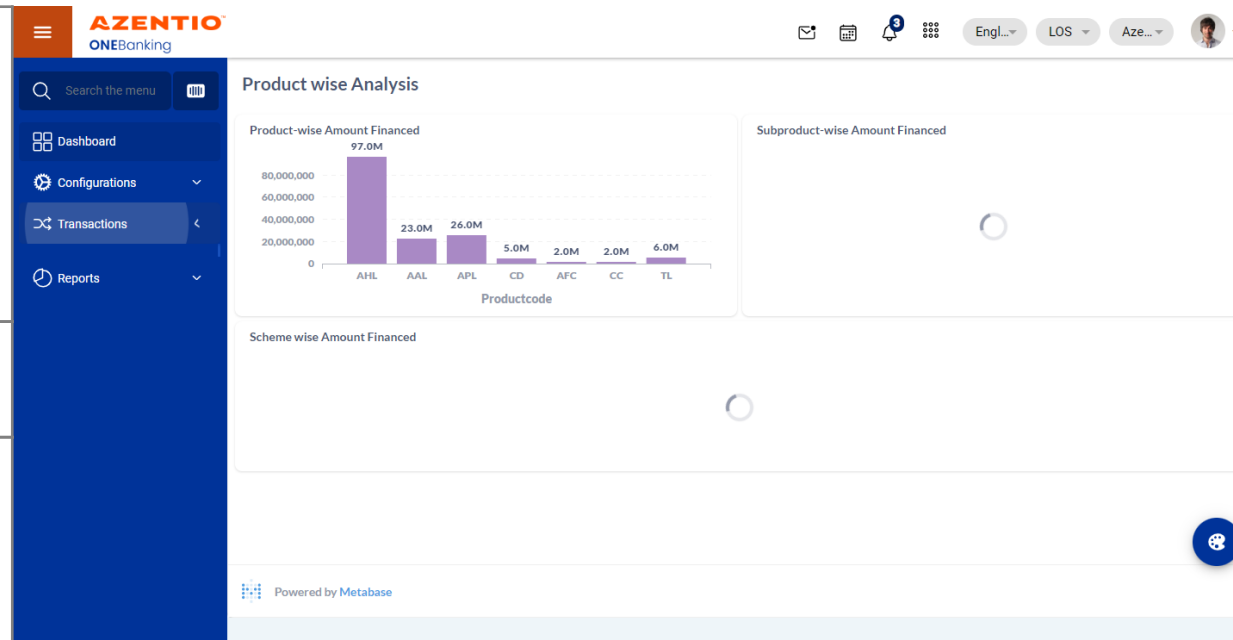 AZENTIO
ONEBanking
3
Engl...
LOS
Aze...
Search the menu
Dashboard
Configurations
Transactions
Reports
Product wise Analysis
Product-wise Amount Financed
97.0M
80,000,000
60,000,000
40,000,000
20,000,000
0
23.0M
26.0M
5.0M
2.0M
2.0M
6.0M
AHL AAL APL CD AFC CC TL
Productcode
Subproduct-wise Amount Financed
Scheme wise Amount Financed
Powered by Metabase